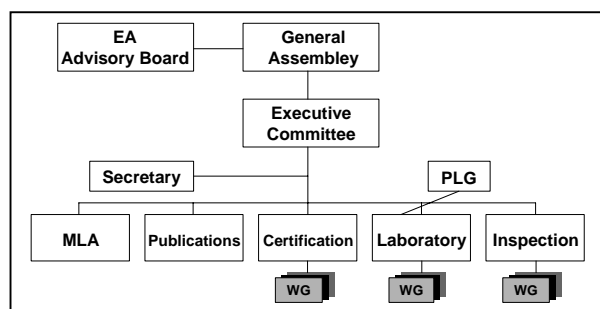 EA
Advisory Board
General
Assembley
Executive
Committee
Secretary
PLG
MLA
Publications
Certification
Laboratory
Inspection
WG
WG
WG